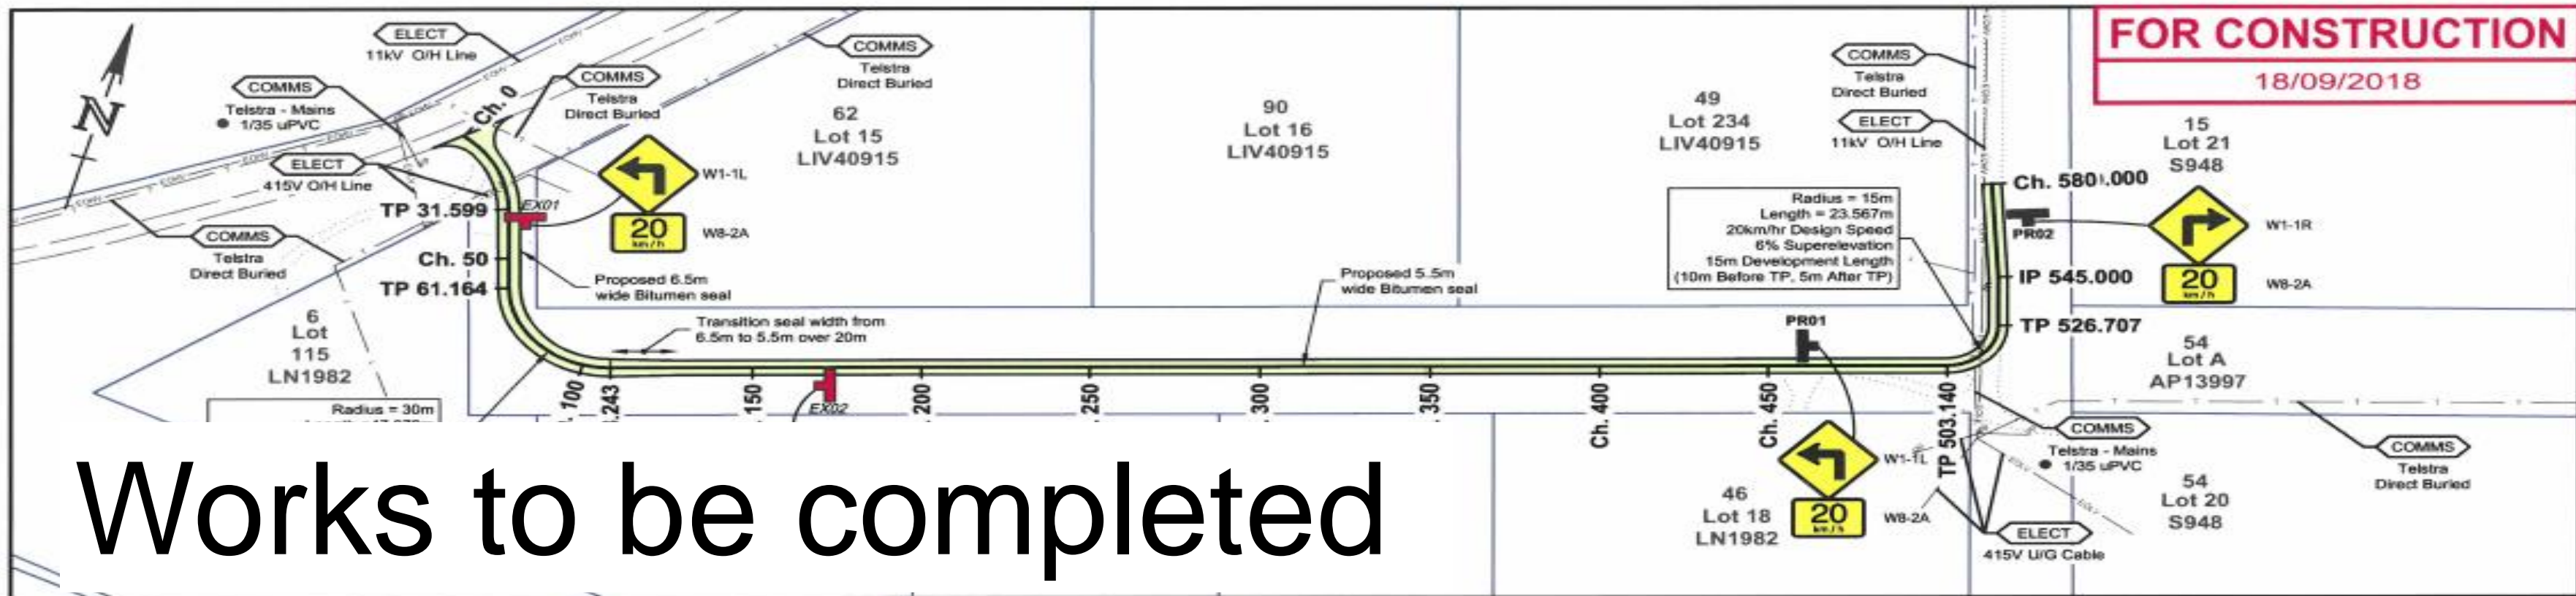 FOR CONSTRUCTION
18/09/2018
N
ELECT
11kV O/H Line
COMMS
Telstra - Mains
1/35 uPVC
Ch. 0
COMMS
Telstra
Direct Buried
COMMS
Telstra
Direct Buried
ELECT
415V O/H Line
COMMS
Telstra
Direct Buried
62
Lot 15
LIV40915
90
Lot 16
LIV40915
49
Lot 234
LIV40915
COMMS
Telstra
Direct Buried
ELECT
11kV O/H Line
15
Lot 21
S948
W1-1L
20
km/h
W8-2A
EX01
TP 31.599
Ch. 50
TP 61.164
Proposed 6.5m
wide Bitumen seal
Transition seal width from
6.5m to 5.5m over 20m
Proposed 5.5m
wide Bitumen seal
Radius = 15m
Length = 23.567m
20km/hr Design Speed
6% Superelevation
15m Development Length
(10m Before TP, 5m After TP)
Ch. 580.000
PR02
W1-1R
20
km/h
W8-2A
IP 545.000
TP 526.707
6
Lot
115
LN1982
Radius = 30m
100
.243
150
EX02
200
250
300
350
Ch. 400
Ch. 450
PR01
TP 503.140
54
Lot A
AP13997
W1-1L
20
km/h
W8-2A
46
Lot 18
LN1982
COMMS
Telstra - Mains
1/35 uPVC
ELECT
415V U/G Cable
54
Lot 20
S948
COMMS
Telstra
Direct Buried
Works to be completed